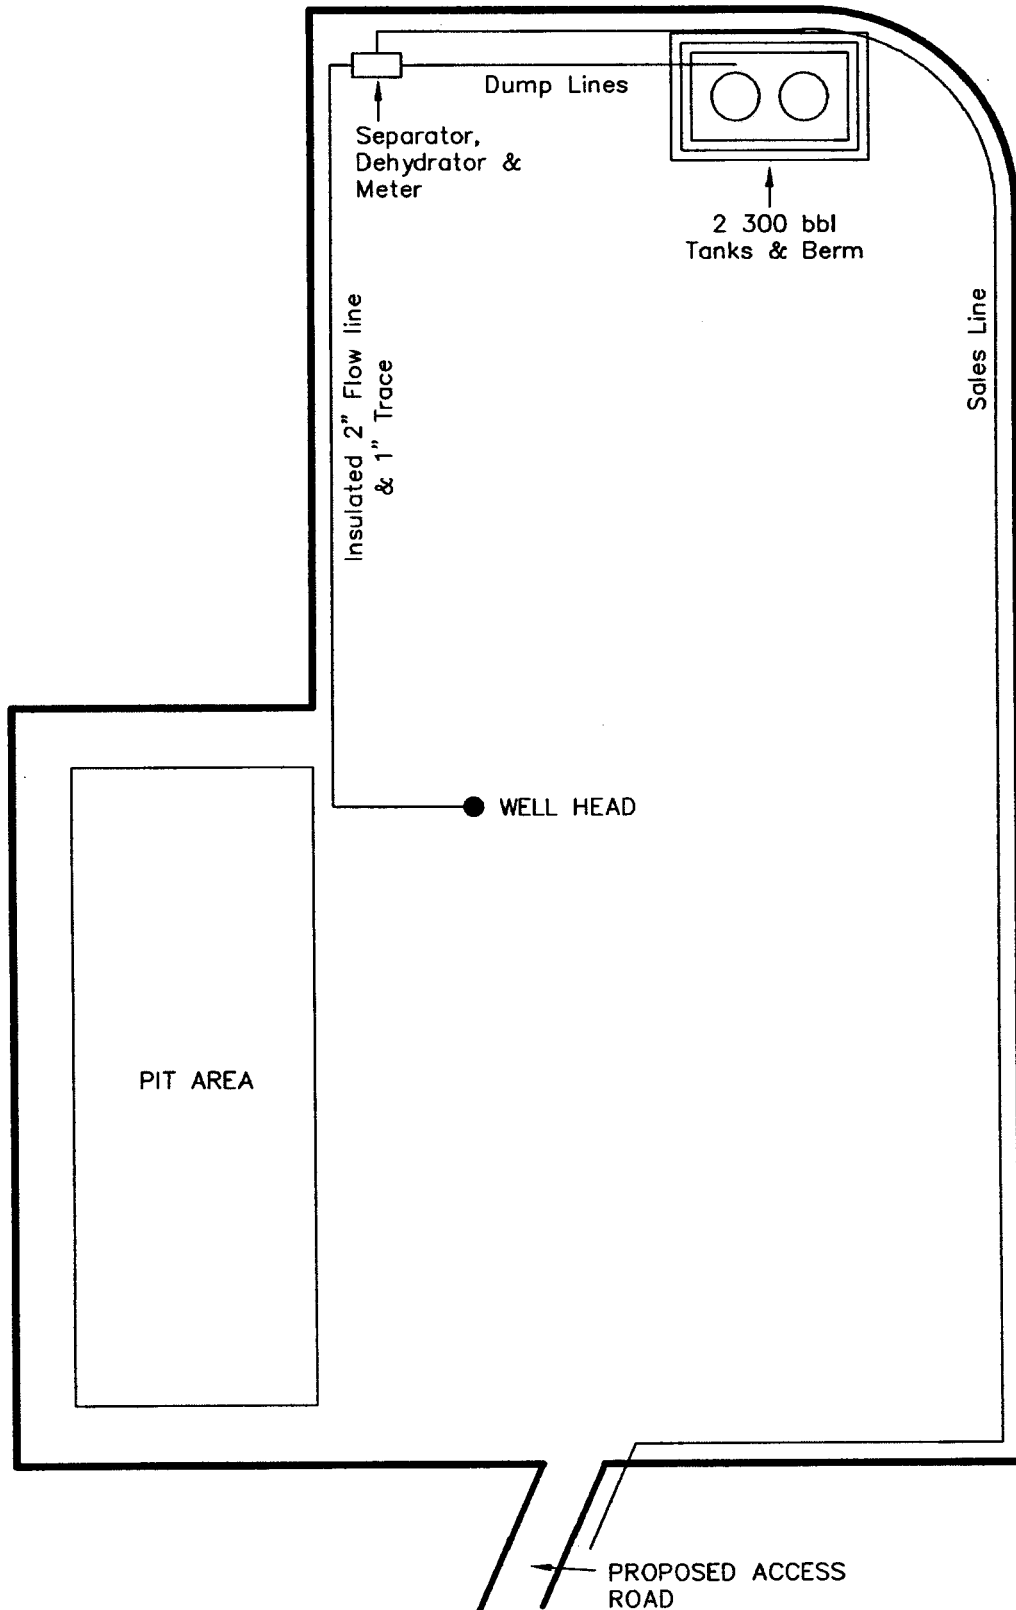 Dump Lines
Separator,
Dehydrator &
Meter
2 300 bbl
Tanks & Berm
Insulated 2" Flow line
& 1" Trace
Sales Line
WELL HEAD
PIT AREA
PROPOSED ACCESS
ROAD